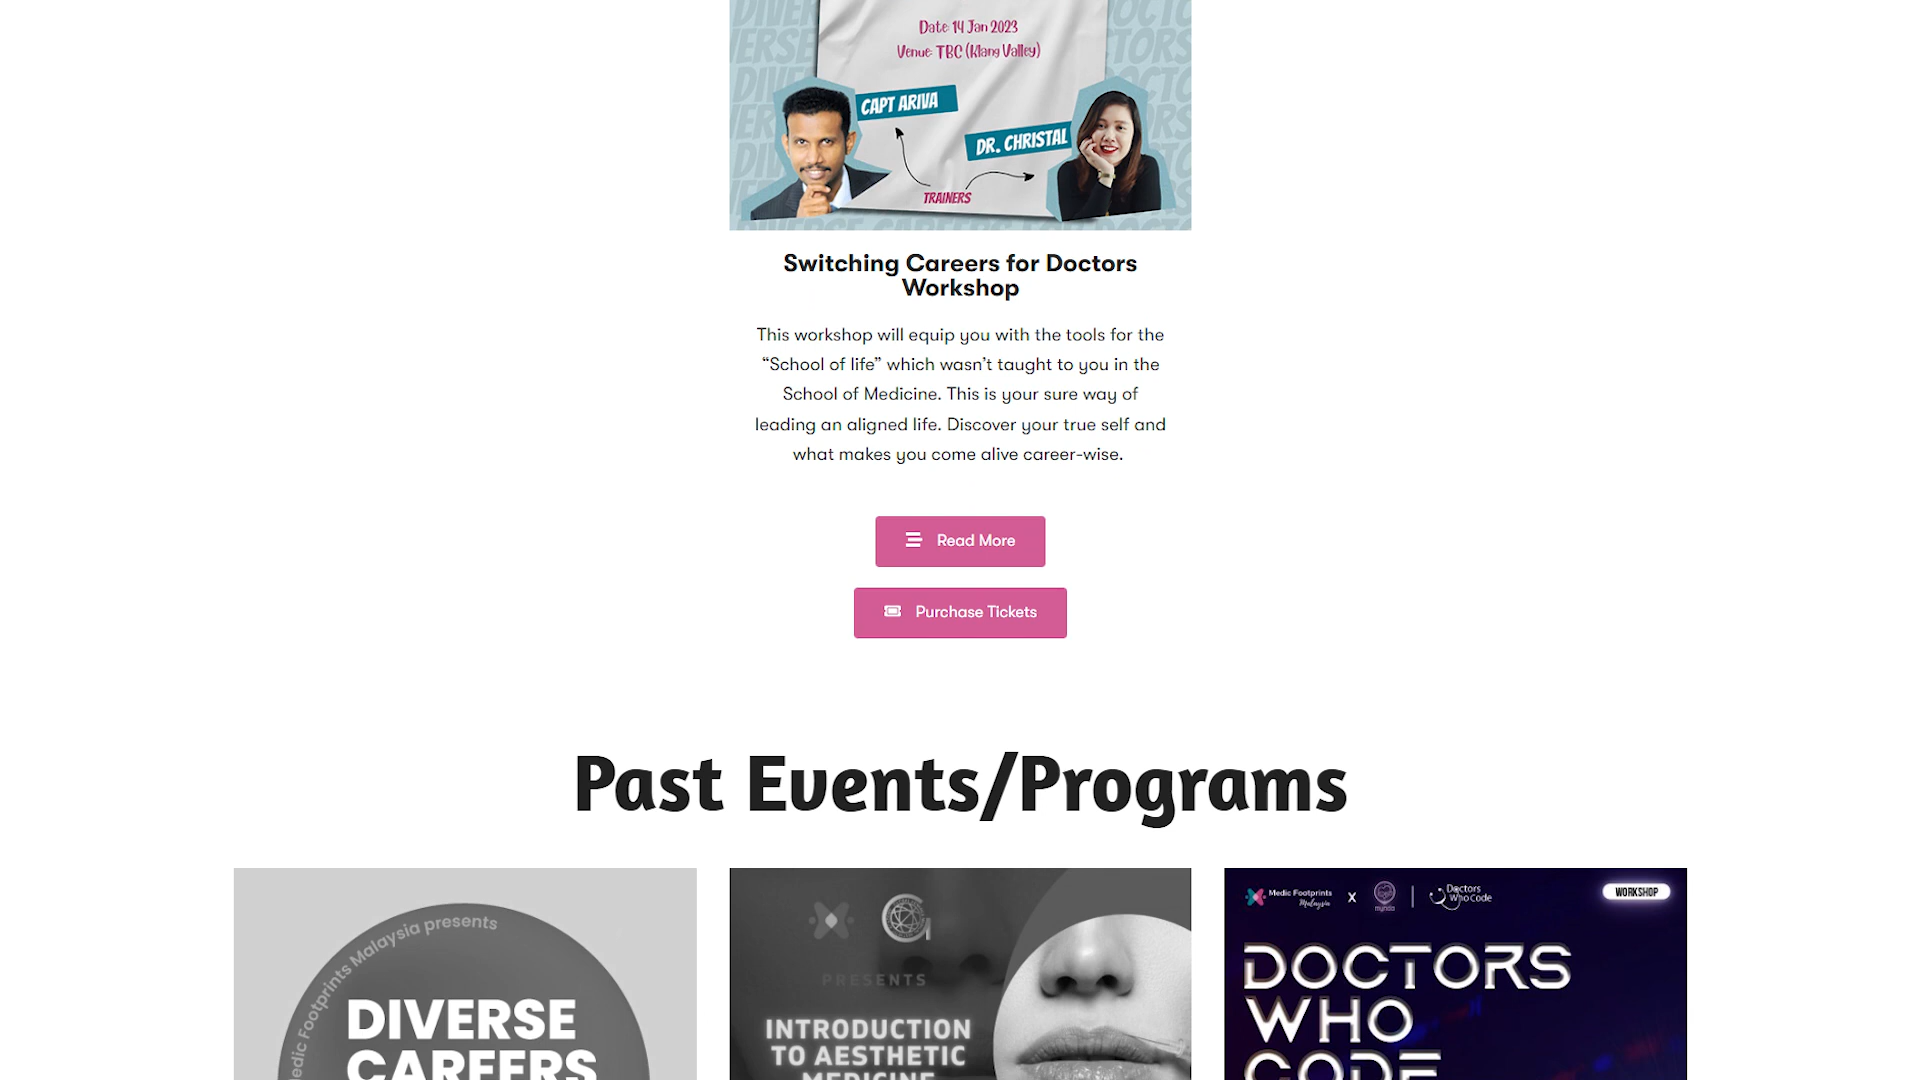 Date: 14 Jan 2023
Venue: TBC (Klang Valley)
CAPT ARIVA
DR. CHRISTAL
TRAINERS
Switching Careers for Doctors
Workshop
This workshop will equip you with the tools for the
“School of life” which wasn’t taught to you in the
School of Medicine. This is your sure way of
leading an aligned life. Discover your true self and
what makes you come alive career-wise.
Read More
Purchase Tickets
Past Events/Programs
Medic Footprints Malaysia presents
DIVERSE
CAREERS
PRESENTS
INTRODUCTION
TO AESTHETIC
MEDICINE
Medic Footprints
Malaysia
X
mynda
Doctors
Who Code
WORKSHOP
DOCTORS
WHO
CODE